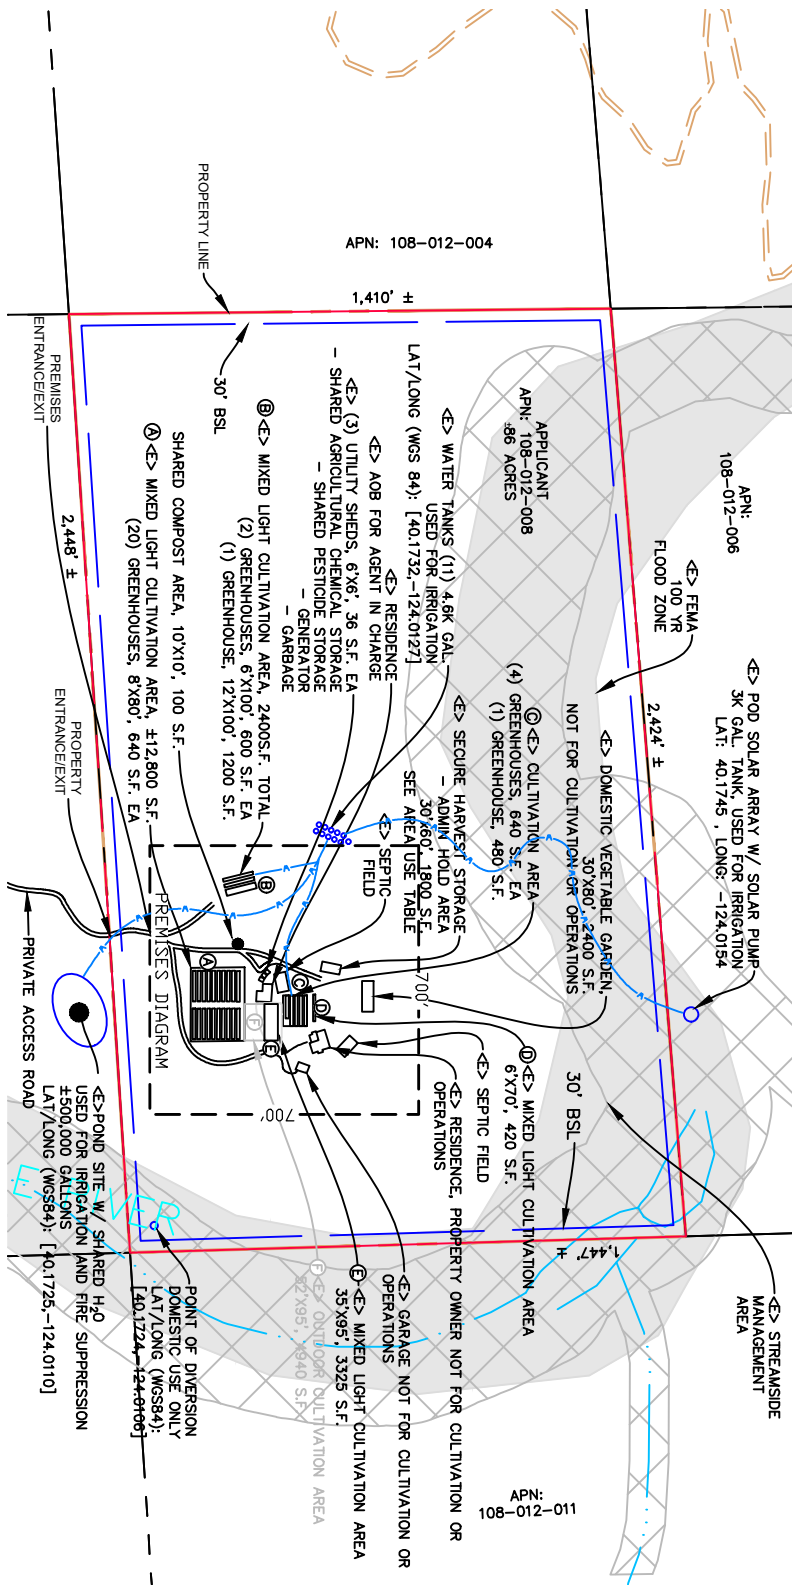 APN: 108-012-004
PROPERTY LINE
1,410' ±
PREMISES
ENTRANCE/EXIT
30' BSL
2,448' ±
APN:
108-012-006
APPLICANT
APN: 108-012-008
±86 ACRES
<E> FEMA
100 YR
FLOOD ZONE
2,424' ±
<E> POD SOLAR ARRAY W/ SOLAR PUMP
3K GAL. TANK, USED FOR IRRIGATION
LAT: 40.1745 , LONG: -124.0154
<E> DOMESTIC VEGETABLE GARDEN,
30'X80', 2400 S.F.
NOT FOR CULTIVATION OR OPERATIONS
Ⓒ <E> CULTIVATION AREA
(4) GREENHOUSES, 640 S.F. EA
(1) GREENHOUSE, 480 S.F.
<E> SECURE HARVEST STORAGE
- ADMIN HOLD AREA
30'X60', 1800 S.F.
SEE AREA USE TABLE
<E> WATER TANKS (11) 4.6K GAL.
USED FOR IRRIGATION
LAT/LONG (WGS 84): [40.1732,-124.0127]
<E> SEPTIC
FIELD
<E> RESIDENCE
<E> AOB FOR AGENT IN CHARGE
<E> (3) UTILITY SHEDS, 6'X6', 36 S.F. EA
- SHARED AGRICULTURAL CHEMICAL STORAGE
- SHARED PESTICIDE STORAGE
- GENERATOR
- GARBAGE
Ⓑ <E> MIXED LIGHT CULTIVATION AREA, 2400S.F. TOTAL
(2) GREENHOUSES, 6'X100', 600 S.F. EA
(1) GREENHOUSE, 12'X100', 1200 S.F.
SHARED COMPOST AREA, 10'X10', 100 S.F.
Ⓐ <E> MIXED LIGHT CULTIVATION AREA, ±12,800 S.F.
(20) GREENHOUSES, 8'X80', 640 S.F. EA
PROPERTY
ENTRANCE/EXIT
PREMISES DIAGRAM
700'
700'
Ⓐ
Ⓑ
Ⓒ
Ⓓ
Ⓔ
Ⓕ
PRIVATE ACCESS ROAD
30' BSL
Ⓓ <E> MIXED LIGHT CULTIVATION AREA
6'X70', 420 S.F.
<E> SEPTIC FIELD
<E> RESIDENCE, PROPERTY OWNER NOT FOR CULTIVATION OR
OPERATIONS
<E> GARAGE NOT FOR CULTIVATION OR
OPERATIONS
Ⓔ <E> MIXED LIGHT CULTIVATION AREA
35'X95', 3325 S.F.
Ⓕ <E> OUTDOOR CULTIVATION AREA
52'X95', 4940 S.F.
1,447' ±
<E> STREAMSIDE
MANAGEMENT
AREA
POINT OF DIVERSION
DOMESTIC USE ONLY
LAT/LONG (WGS84):
[40.1724,-124.0106]
<E>POND SITE W/ SHARED H₂O
USED FOR IRRIGATION AND FIRE SUPPRESSION
±500,000 GALLONS
LAT/LONG (WGS84): [40.1725,-124.0110]
RIVER
APN:
108-012-011